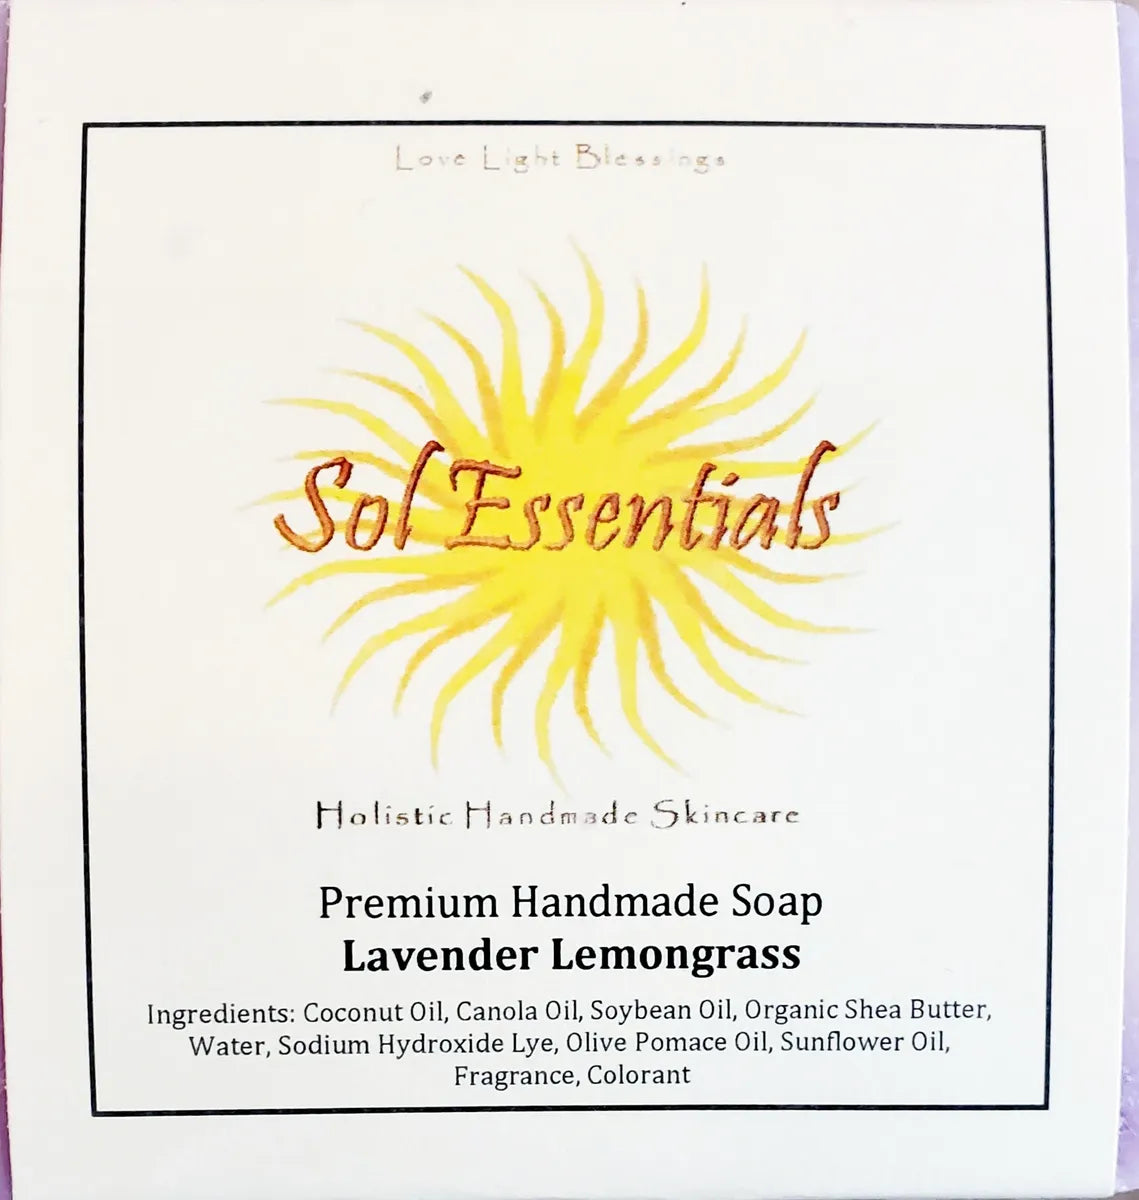 Love Light Blessings
Sol Essentials
Holistic Handmade Skincare
Premium Handmade Soap
Lavender Lemongrass
Ingredients: Coconut Oil, Canola Oil, Soybean Oil, Organic Shea Butter,
Water, Sodium Hydroxide Lye, Olive Pomace Oil, Sunflower Oil,
Fragrance, Colorant